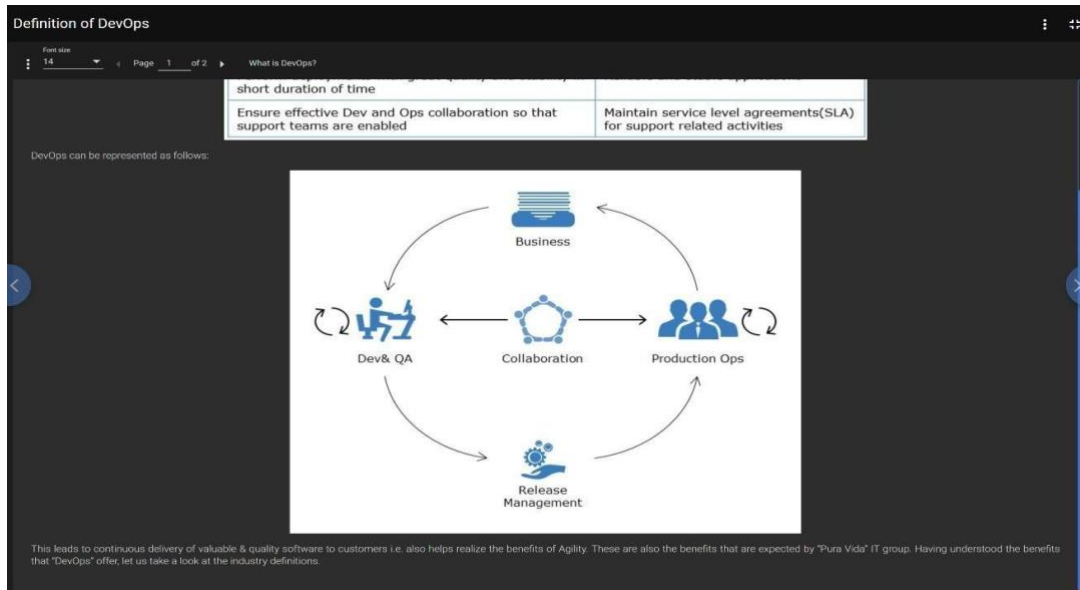 Definition of DevOps
Font size
14
Page 1 of 2
What is DevOps?
short duration of time
Ensure effective Dev and Ops collaboration so that
support teams are enabled
Maintain service level agreements(SLA)
for support related activities
DevOps can be represented as follows:
Business
Dev& QA
Collaboration
Production Ops
Release
Management
This leads to continuous delivery of valuable & quality software to customers i.e. also helps realize the benefits of Agility. These are also the benefits that are expected by "Pura Vida" IT group. Having understood the benefits
that "DevOps" offer, let us take a look at the industry definitions.